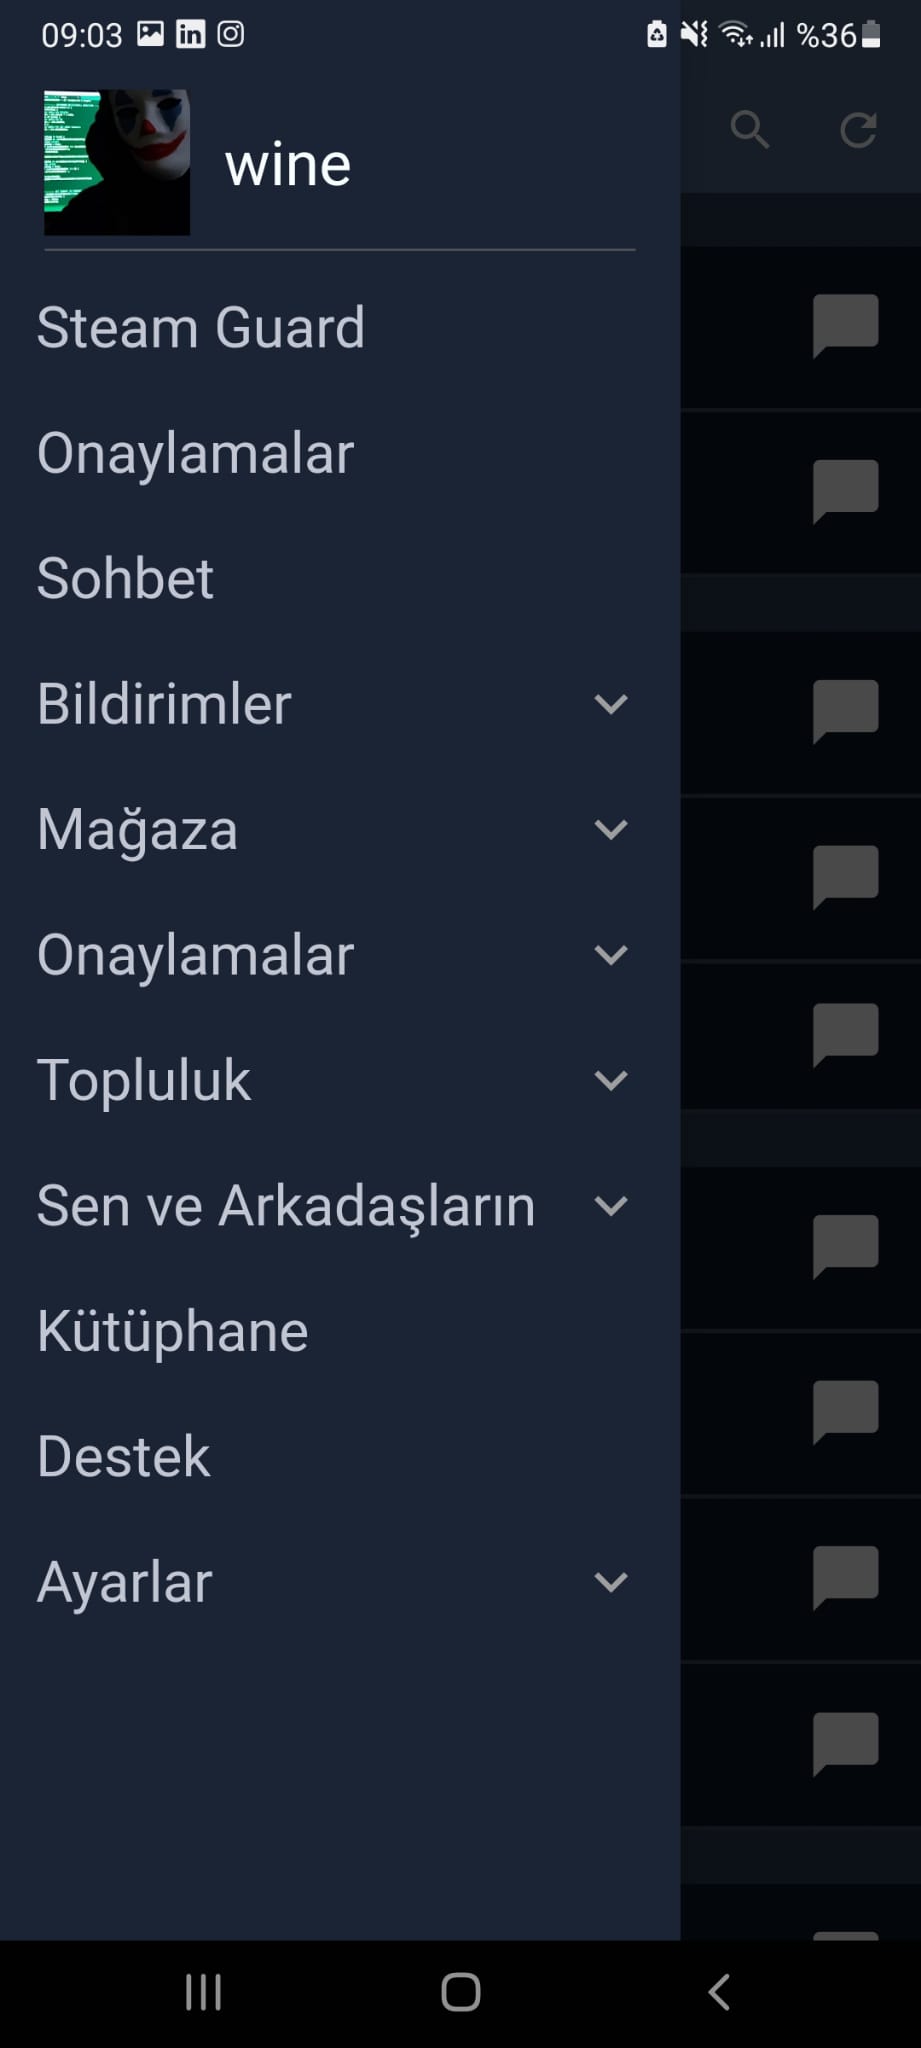 09:03 %36
wine
Steam Guard
Onaylamalar
Sohbet
Bildirimler
Mağaza
Onaylamalar
Topluluk
Sen ve Arkadaşların
Kütüphane
Destek
Ayarlar